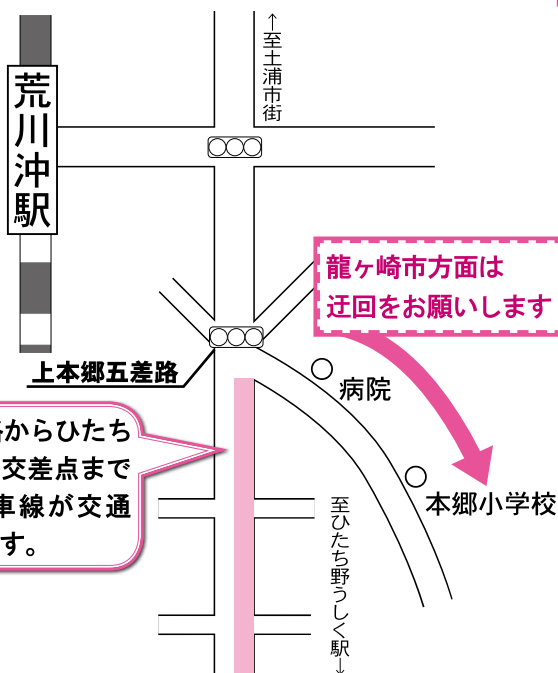 ←至土浦市街
荒川沖駅
龍ヶ崎市方面は
迂回をお願いします
上本郷五差路
病院
からひたち
交差点まで
車線が交通
す。
本郷小学校
至ひたち野うしく駅→